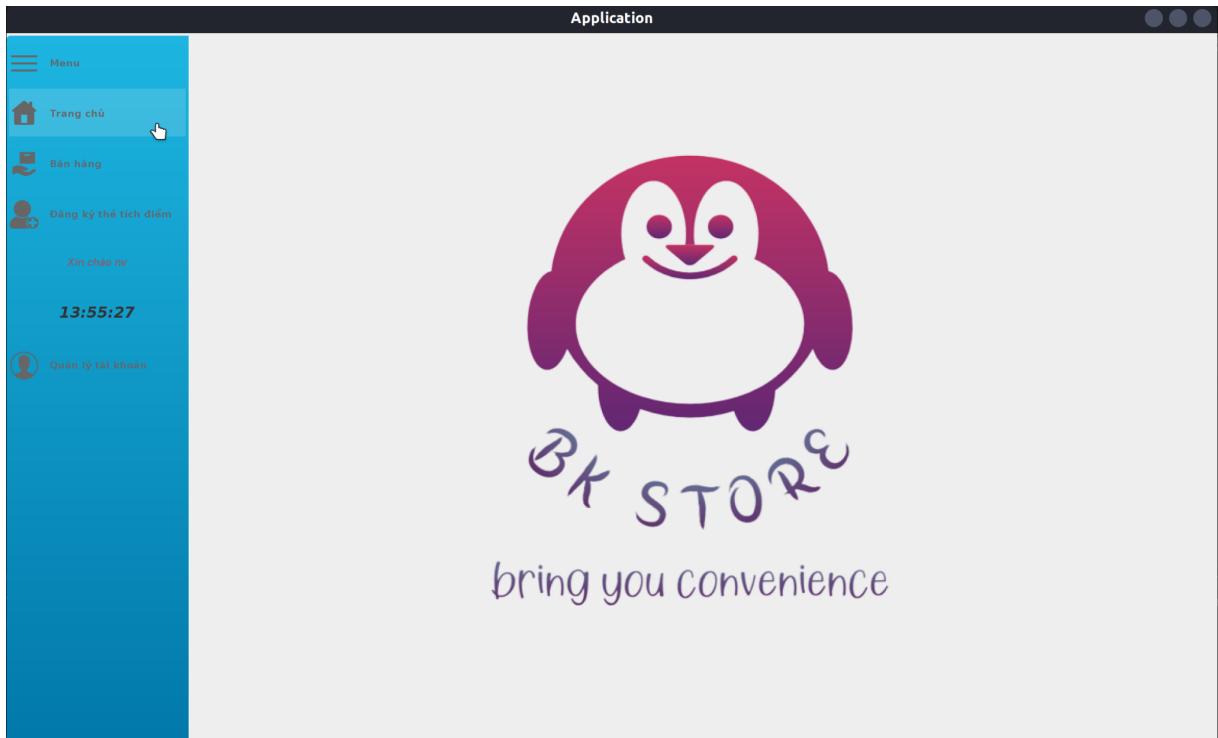 Application
Menu
Trang chủ
Bán hàng
Đăng ký thẻ tích điểm
Xin chào nv
13:55:27
Quản lý tài khoản
BK STORE
bring you convenience